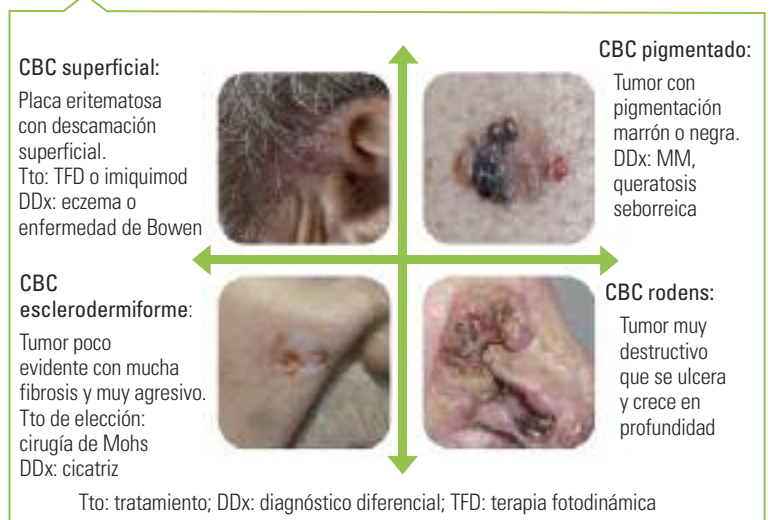 CBC superficial:
Placa eritematosa
con descamación
superficial.
Tto: TFD o imiquimod
DDx: eczema o
enfermedad de Bowen
CBC pigmentado:
Tumor con
pigmentación
marrón o negra.
DDx: MM,
queratosis
seborreica
CBC
esclerodermiforme:
Tumor poco
evidente con mucha
fibrosis y muy agresivo.
Tto de elección:
cirugía de Mohs
DDx: cicatriz
CBC rodens:
Tumor muy
destructivo
que se ulcera
y crece en
profundidad
Tto: tratamiento; DDx: diagnóstico diferencial; TFD: terapia fotodinámica